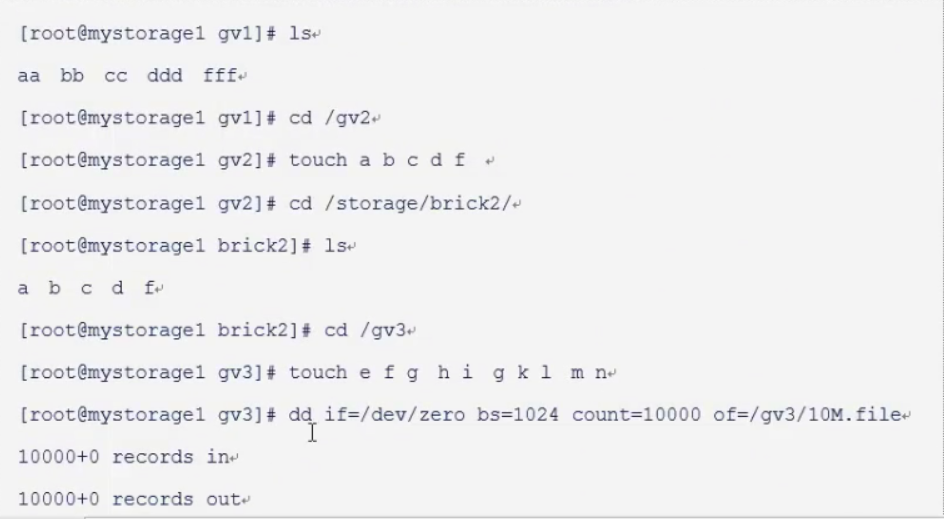 [root@mystorage1 gv1]# ls↵
aa bb cc ddd fff↵
[root@mystorage1 gv1]# cd /gv2↵
[root@mystorage1 gv2]# touch a b c d f ↵
[root@mystorage1 gv2]# cd /storage/brick2/↵
[root@mystorage1 brick2]# ls↵
a b c d f↵
[root@mystorage1 brick2]# cd /gv3↵
[root@mystorage1 gv3]# touch e f g h i g k l m n↵
[root@mystorage1 gv3]# dd if=/dev/zero bs=1024 count=10000 of=/gv3/10M.file↵
10000+0 records in↵
10000+0 records out↵